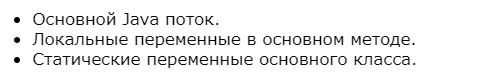 • Основной Java поток.
• Локальные переменные в основном методе.
• Статические переменные основного класса.